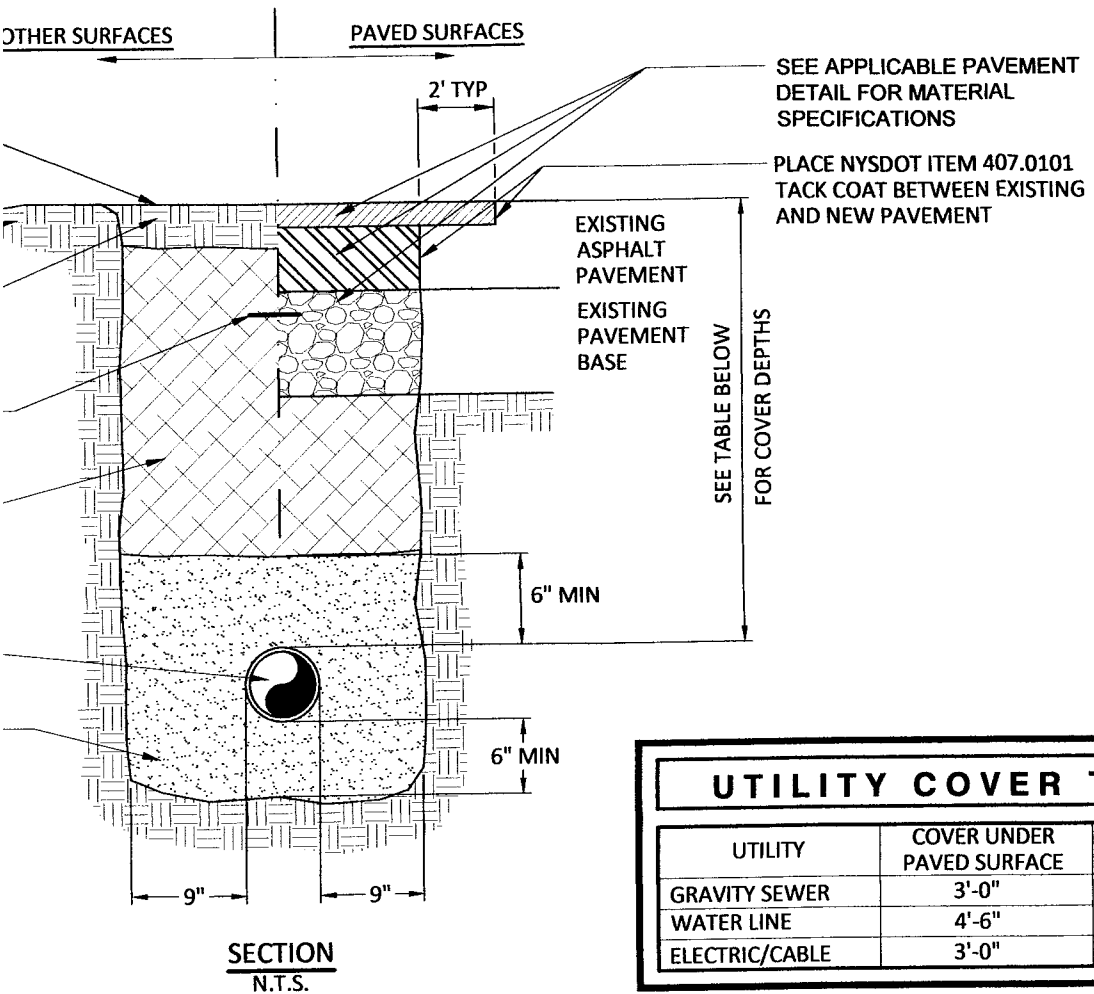 OTHER SURFACES
PAVED SURFACES
2' TYP
SEE APPLICABLE PAVEMENT
DETAIL FOR MATERIAL
SPECIFICATIONS
PLACE NYSDOT ITEM 407.0101
TACK COAT BETWEEN EXISTING
AND NEW PAVEMENT
EXISTING
ASPHALT
PAVEMENT
EXISTING
PAVEMENT
BASE
SEE TABLE BELOW
FOR COVER DEPTHS
6" MIN
6" MIN
9"
9"
SECTION
N.T.S.
UTILITY COVER
UTILITY
COVER UNDER
PAVED SURFACE
GRAVITY SEWER
3'-0"
WATER LINE
4'-6"
ELECTRIC/CABLE
3'-0"